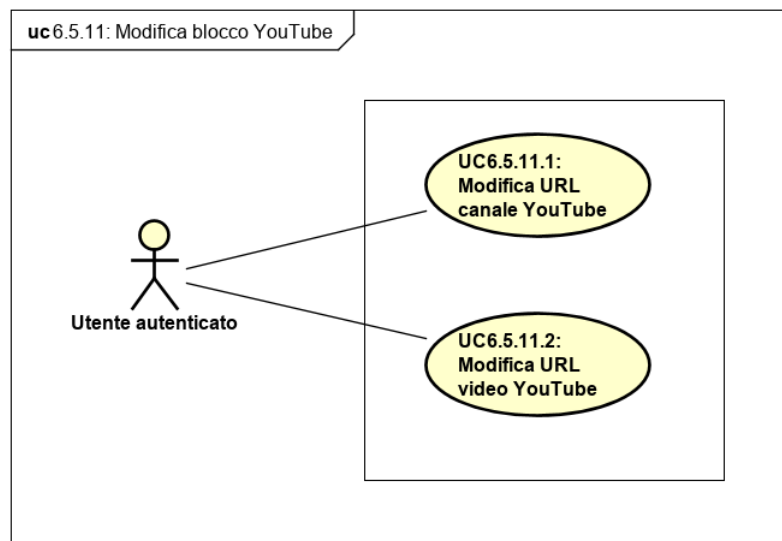 uc 6.5.11: Modifica blocco YouTube
UC6.5.11.1:
Modifica URL
canale YouTube
Utente autenticato
UC6.5.11.2:
Modifica URL
video YouTube